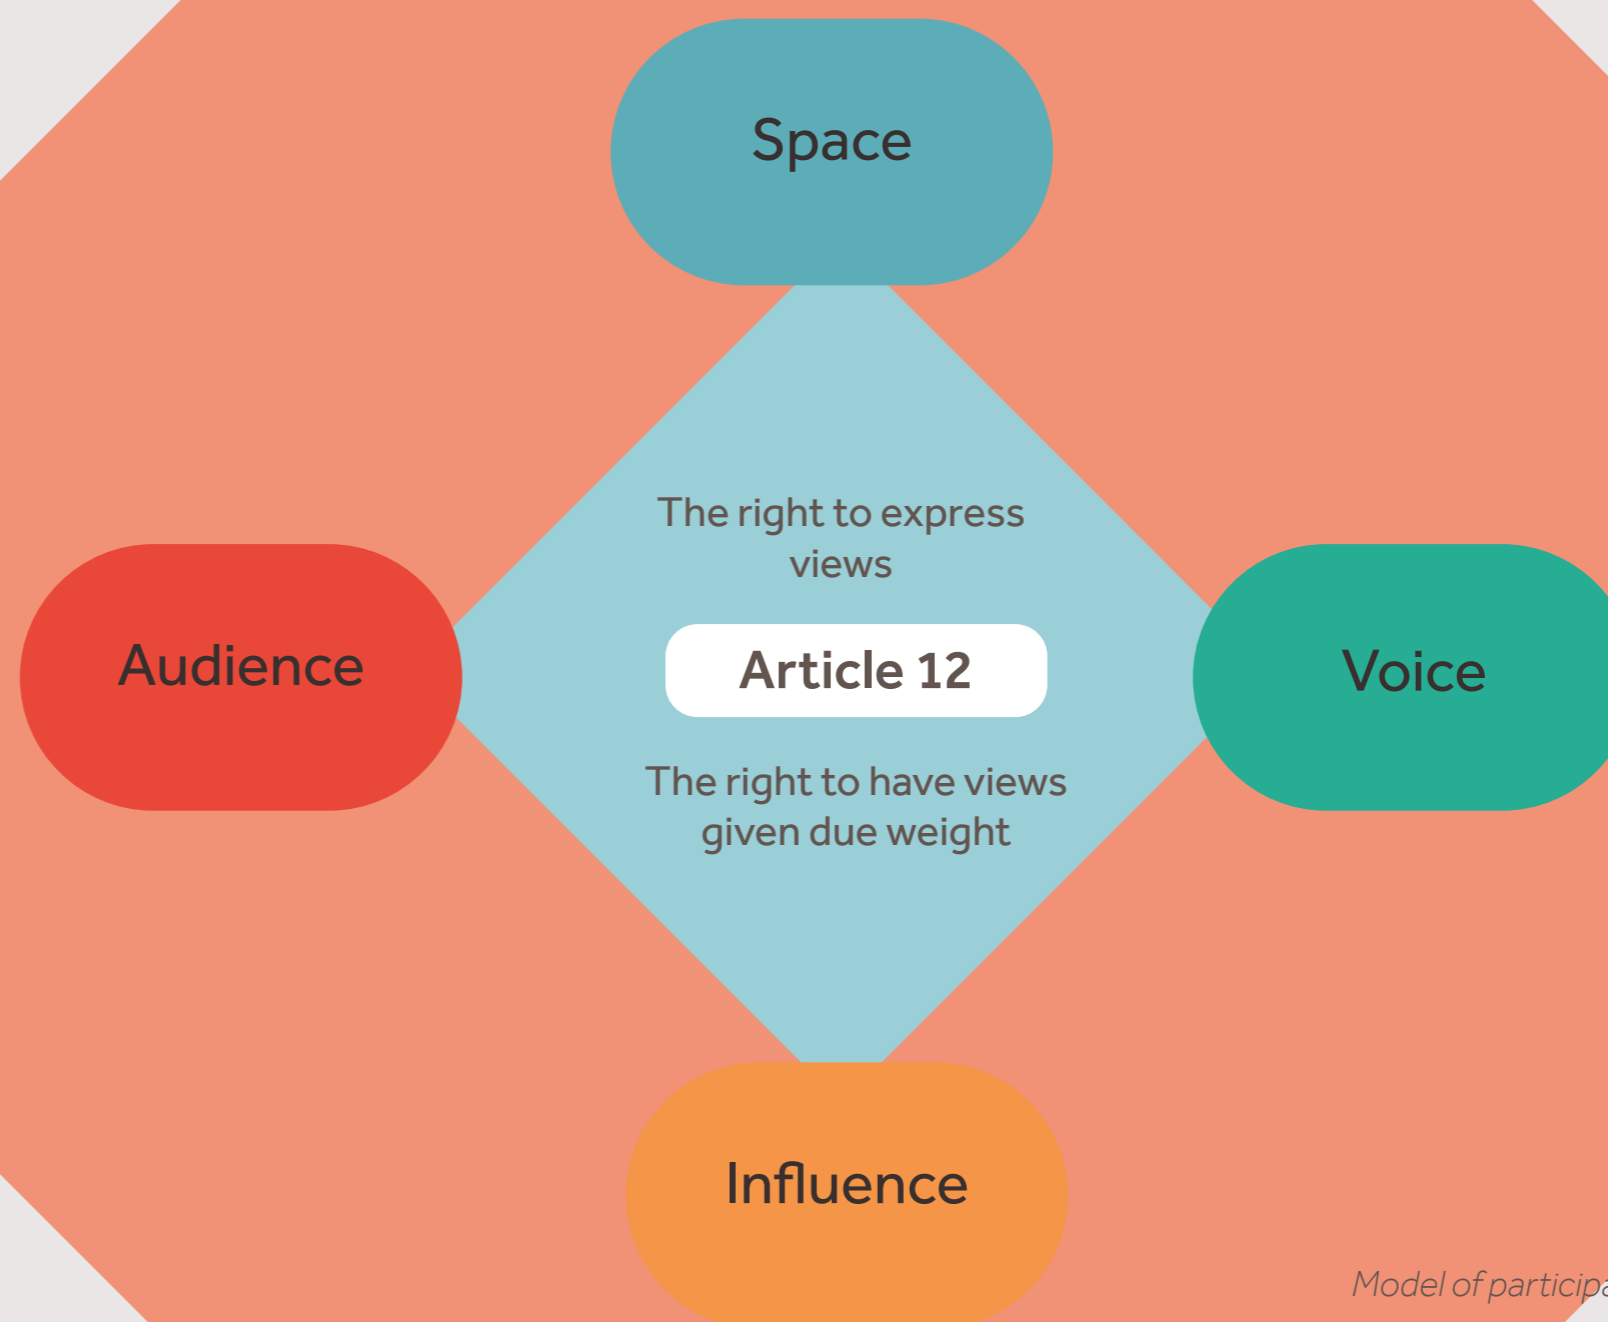 Space
The right to express
views
Audience
Article 12
Voice
The right to have views
given due weight
Influence
Model of